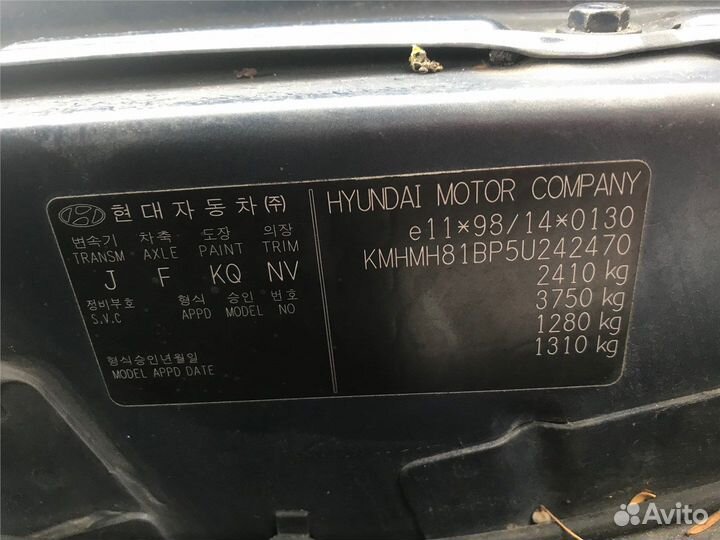 현대자동차㈜
변속기 차축 도장 의장
TRANSM AXLE PAINT TRIM
J F KQ NV
정비부호 형식 승인 번호
S.V.C APPD MODEL NO
형식승인년월일
MODEL APPD DATE
HYUNDAI MOTOR COMPANY
e11*98/14*0130
KMHMH81BP5U242470
2410 kg
3750 kg
1280 kg
1310 kg
Avito